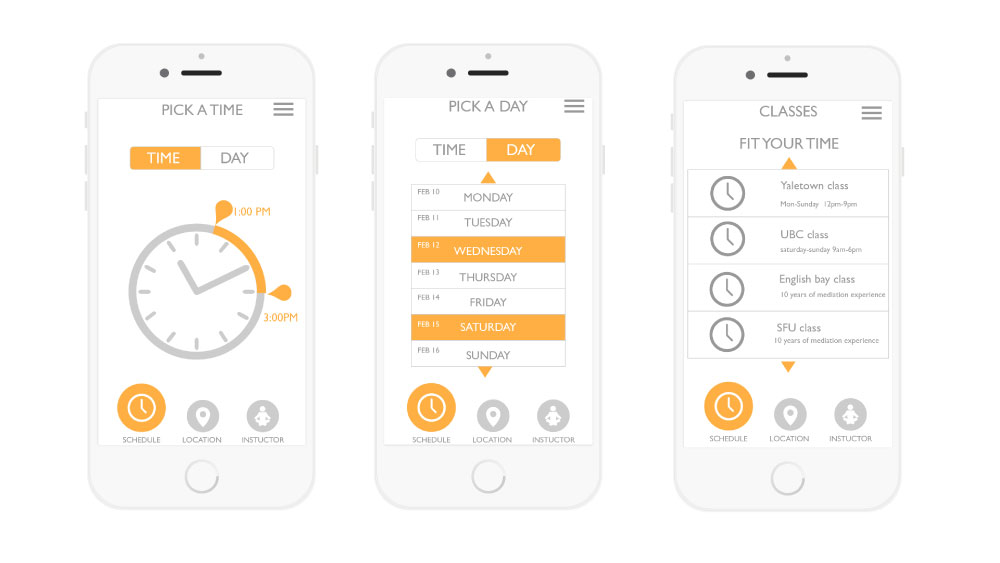 PICK A TIME
TIME DAY
1:00 PM
3:00PM
SCHEDULE LOCATION INSTUCTOR
PICK A DAY
TIME DAY
FEB 10 MONDAY
FEB 11 TUESDAY
FEB 12 WEDNESDAY
FEB 13 THURSDAY
FEB 14 FRIDAY
FEB 15 SATURDAY
FEB 16 SUNDAY
SCHEDULE LOCATION INSTUCTOR
CLASSES
FIT YOUR TIME
Yaletown class
Mon-Sunday 12pm-9pm
UBC class
saturday-sunday 9am-6pm
English bay class
10 years of mediation experience
SFU class
10 years of mediation experience
SCHEDULE LOCATION INSTUCTOR